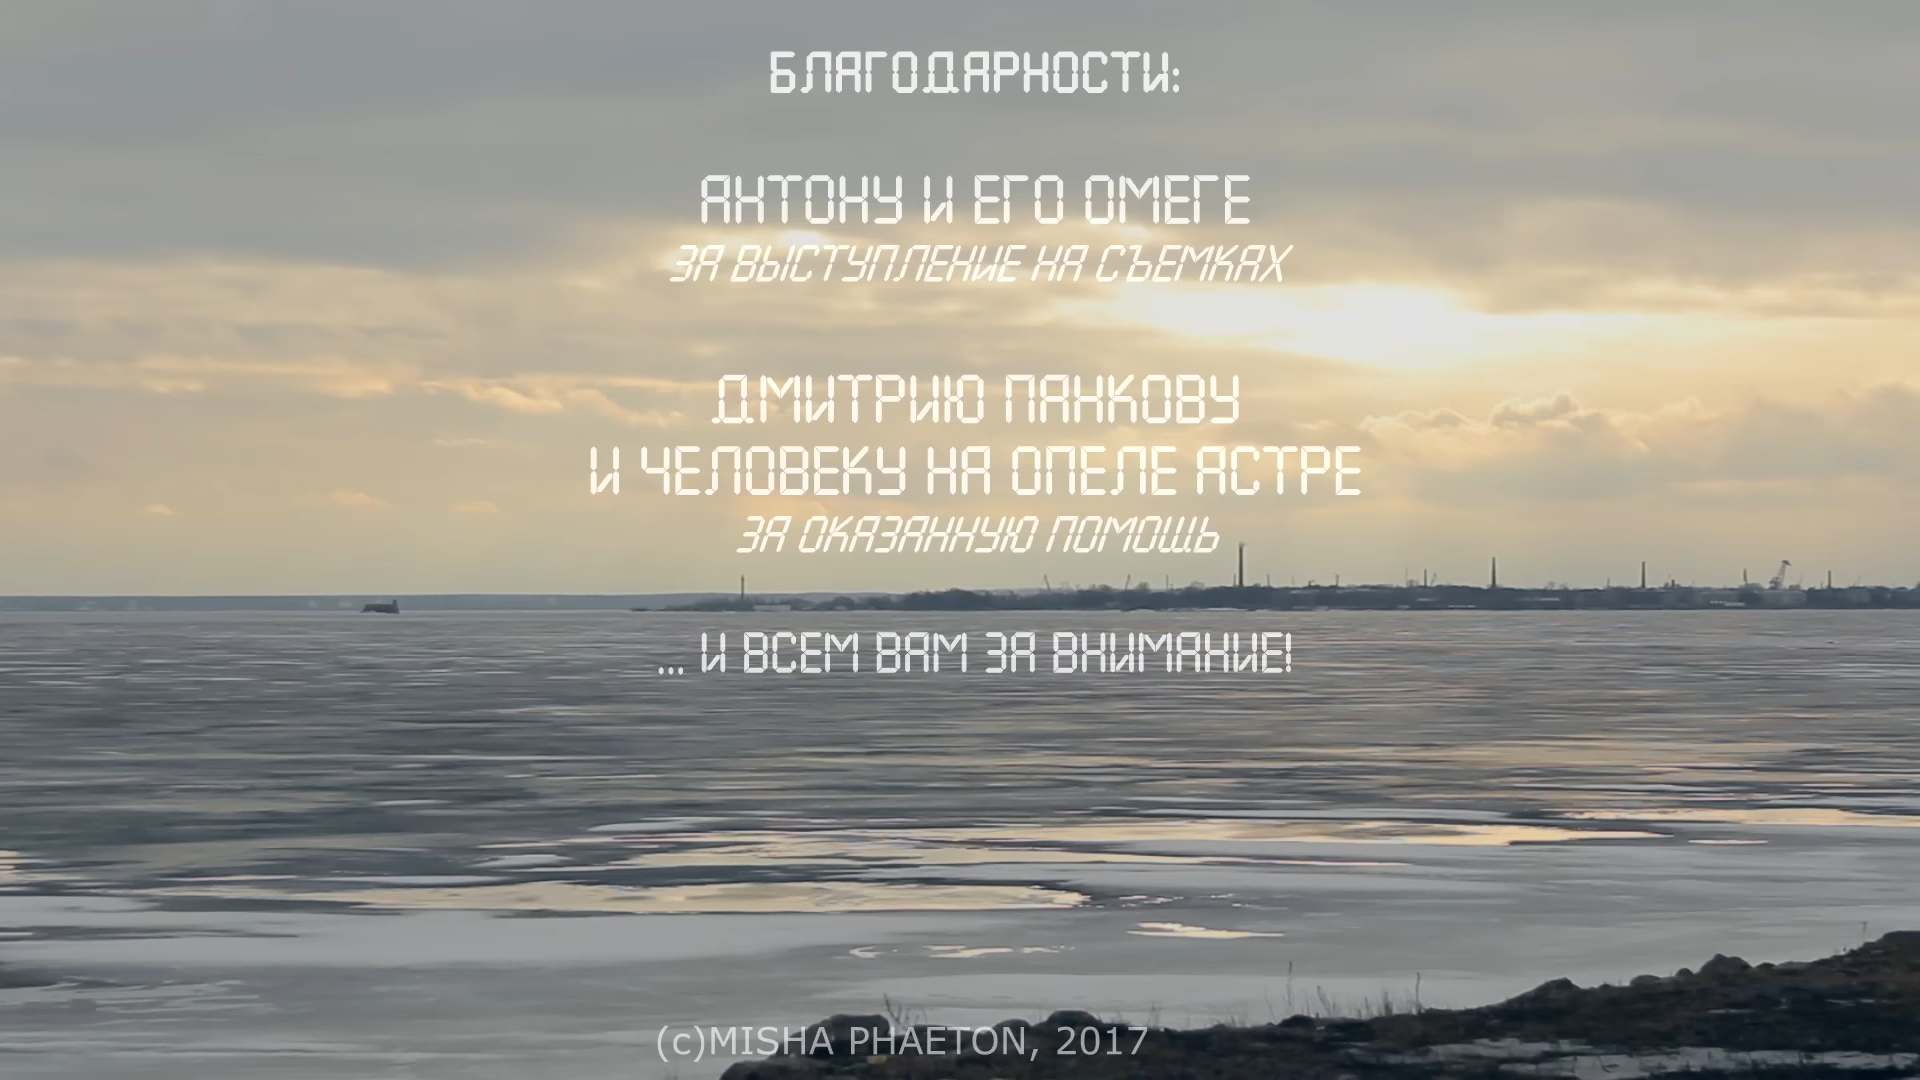 БЛАГОДАРНОСТИ:
АНТОНУ И ЕГО ОМЕГЕ
ЗА ВЫСТУПЛЕНИЕ НА СЪЕМКАХ
ДМИТРИЮ ПАНКОВУ
И ЧЕЛОВЕКУ НА ОПЕЛЕ АСТРЕ
ЗА ОКАЗАННУЮ ПОМОЩЬ
... И ВСЕМ ВАМ ЗА ВНИМАНИЕ!
(c)MISHA PHAETON, 2017